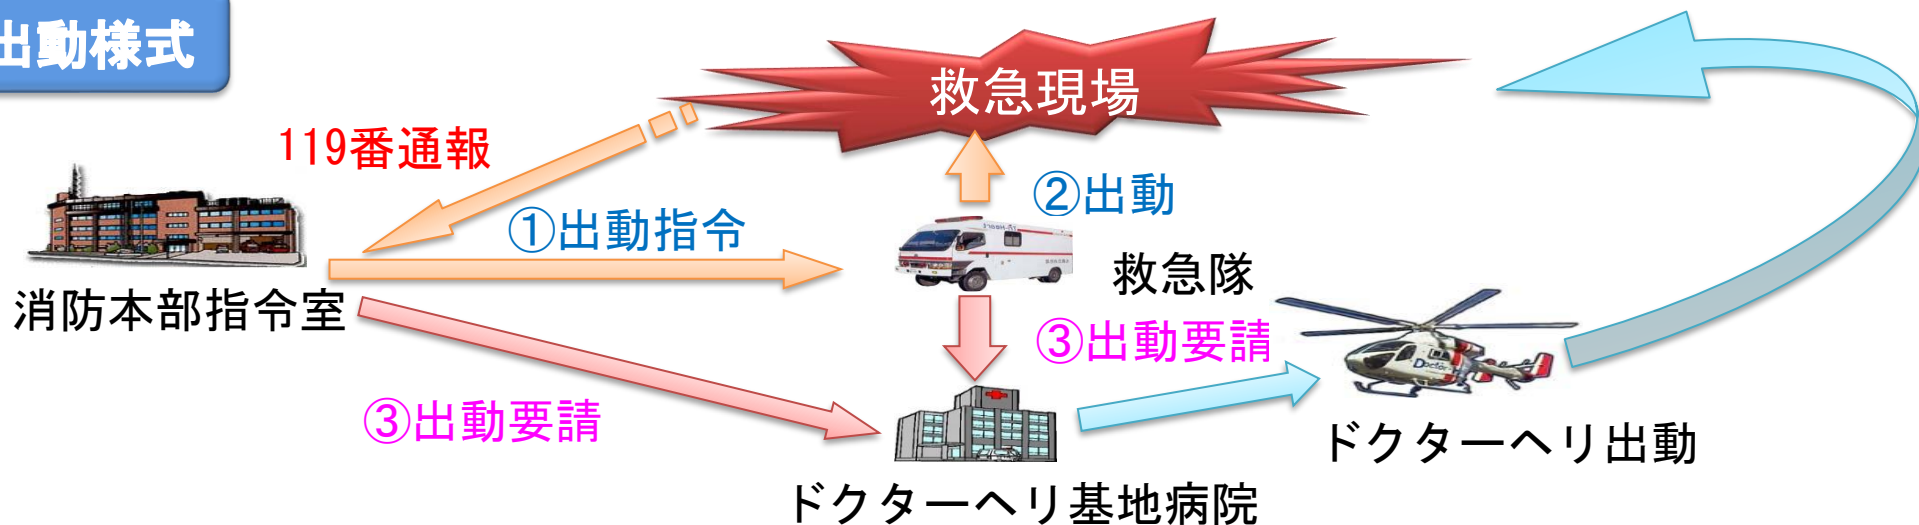 出動様式
救急現場
119番通報
①出動指令
②出動
救急隊
消防本部指令室
③出動要請
③出動要請
Doctor
ドクターヘリ出動
ドクターヘリ基地病院